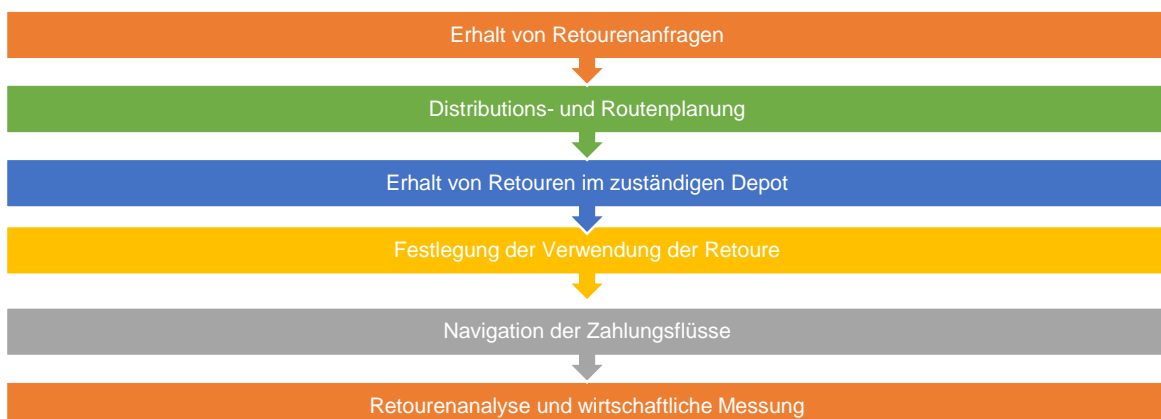 Erhalt von Retourenanfragen
Distributions- und Routenplanung
Erhalt von Retouren im zuständigen Depot
Festlegung der Verwendung der Retoure
Navigation der Zahlungsflüsse
Retourenanalyse und wirtschaftliche Messung